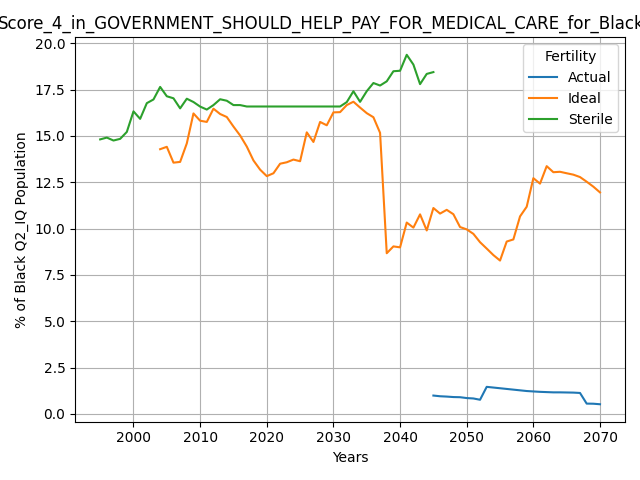 Score_4_in_GOVERNMENT_SHOULD_HELP_PAY_FOR_MEDICAL_CARE_for_Black
20.0
17.5
15.0
12.5
10.0
7.5
5.0
2.5
0.0
% of Black Q2_IQ Population
Fertility
Actual
Ideal
Sterile
2000 2010 2020 2030 2040 2050 2060 2070
Years